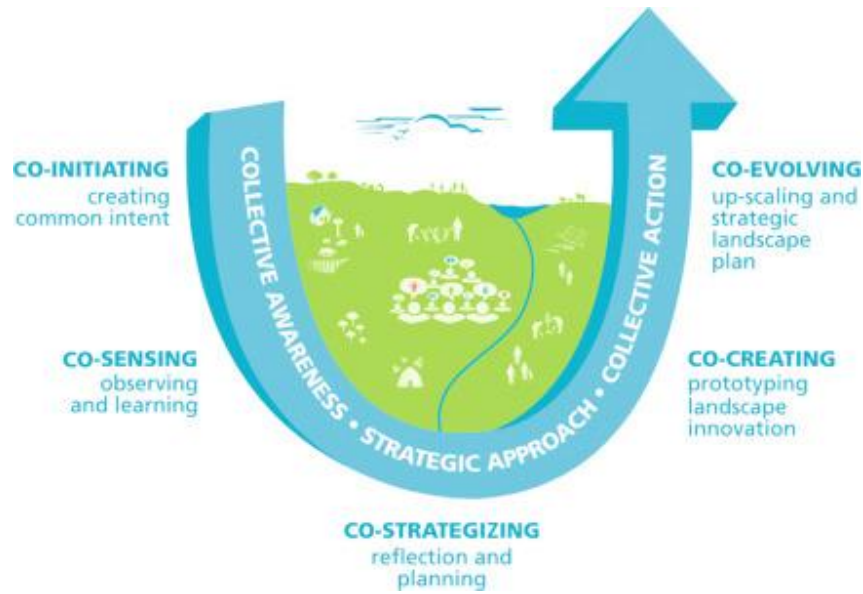 CO-INITIATING
creating
common intent
CO-SENSING
observing
and learning
COLLECTIVE AWARENESS • STRATEGIC APPROACH • COLLECTIVE ACTION
CO-STRATEGIZING
reflection and
planning
CO-EVOLVING
up-scaling and
strategic
landscape
plan
CO-CREATING
prototyping
landscape
innovation